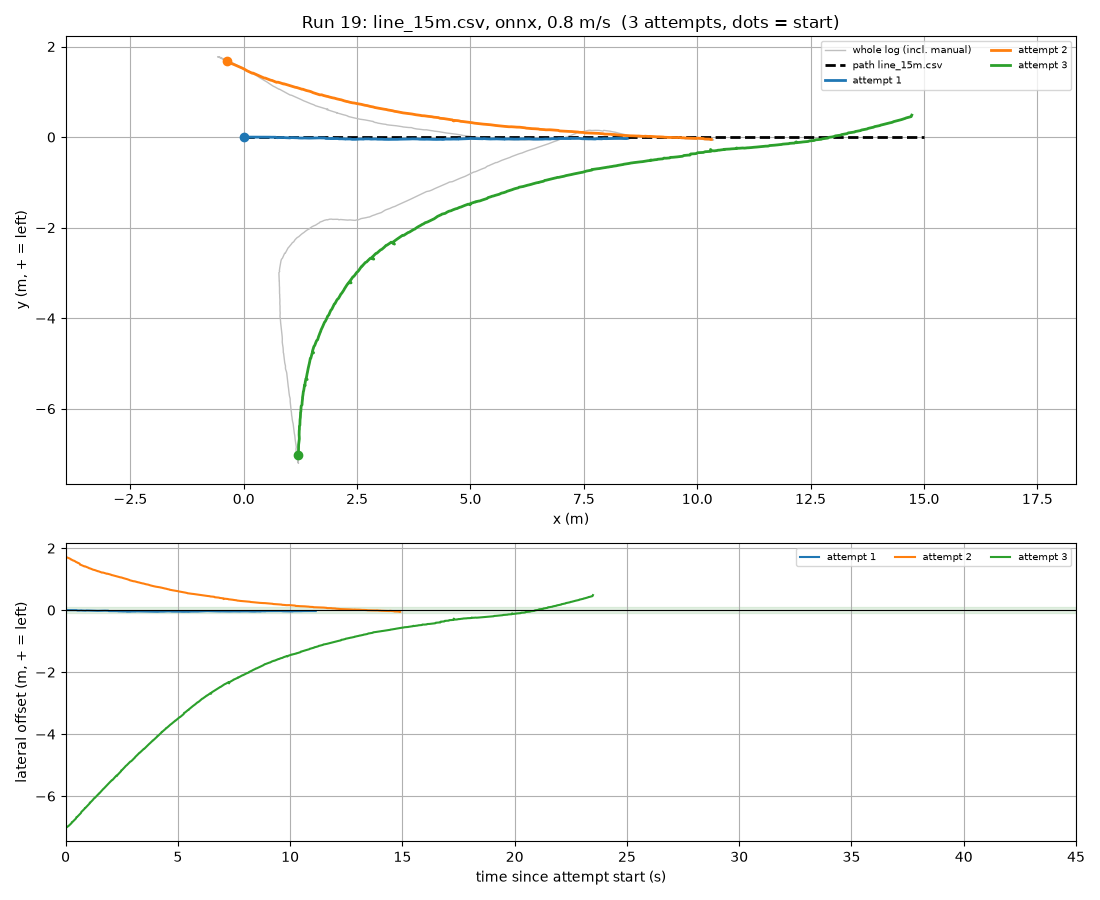 Run 19: line_15m.csv, onnx, 0.8 m/s  (3 attempts, dots = start)
whole log (incl. manual)
path line_15m.csv
attempt 1
attempt 2
attempt 3
y (m, + = left)
2
0
−2
−4
−6
−2.5
0.0
2.5
5.0
7.5
10.0
12.5
15.0
17.5
x (m)
attempt 1
attempt 2
attempt 3
lateral offset (m, + = left)
2
0
−2
−4
−6
0
5
10
15
20
25
30
35
40
45
time since attempt start (s)